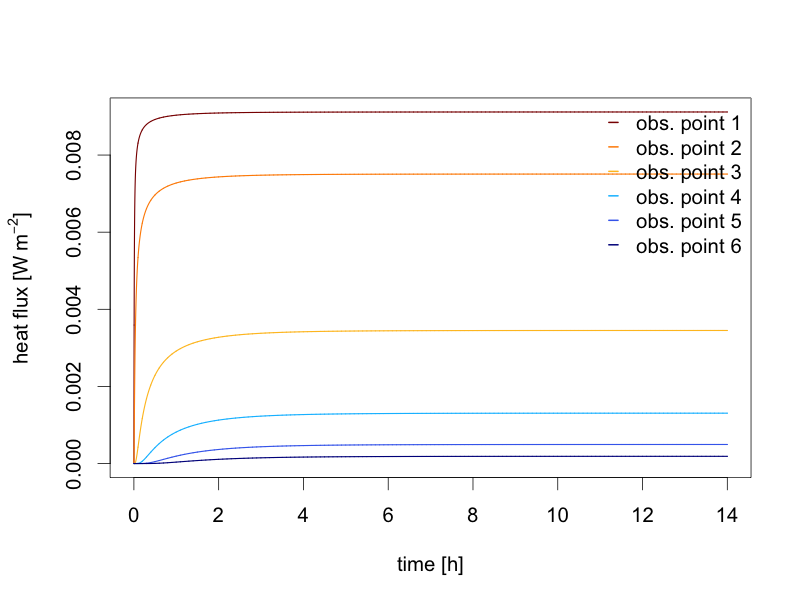 obs. point 1
obs. point 2
obs. point 3
obs. point 4
obs. point 5
obs. point 6
heat flux [W m⁻²]
0.008
0.006
0.004
0.002
0.000
0 2 4 6 8 10 12 14
time [h]